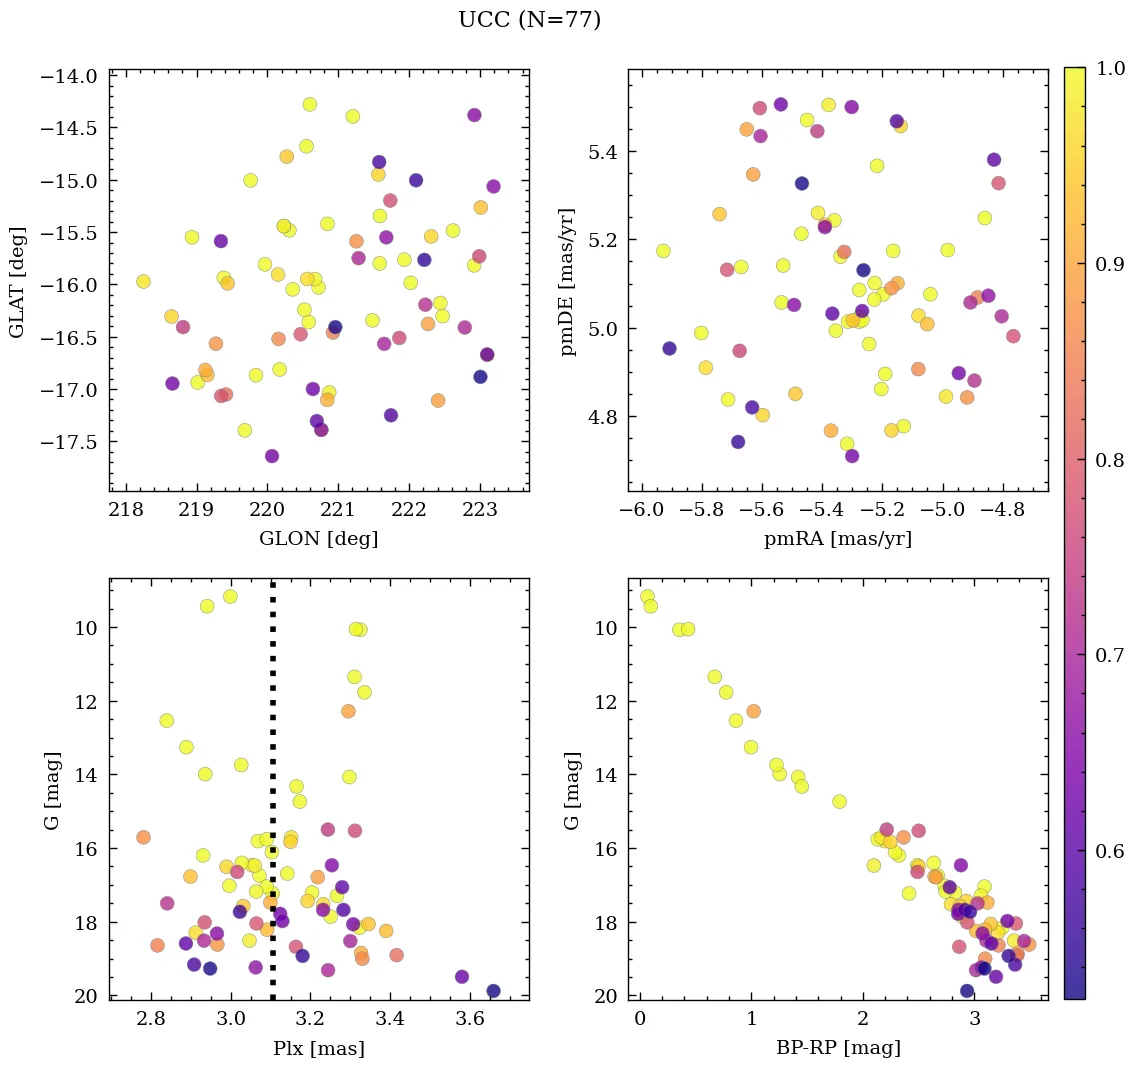 UCC (N=77)
−14.0
−14.5
−15.0
−15.5
−16.0
−16.5
−17.0
−17.5
GLAT [deg]
218 219 220 221 222 223
GLON [deg]
5.4
5.2
5.0
4.8
pmDE [mas/yr]
−6.0 −5.8 −5.6 −5.4 −5.2 −5.0 −4.8
pmRA [mas/yr]
10
12
14
16
18
20
G [mag]
2.8 3.0 3.2 3.4 3.6
Plx [mas]
10
12
14
16
18
20
G [mag]
0 1 2 3
BP-RP [mag]
1.0
0.9
0.8
0.7
0.6